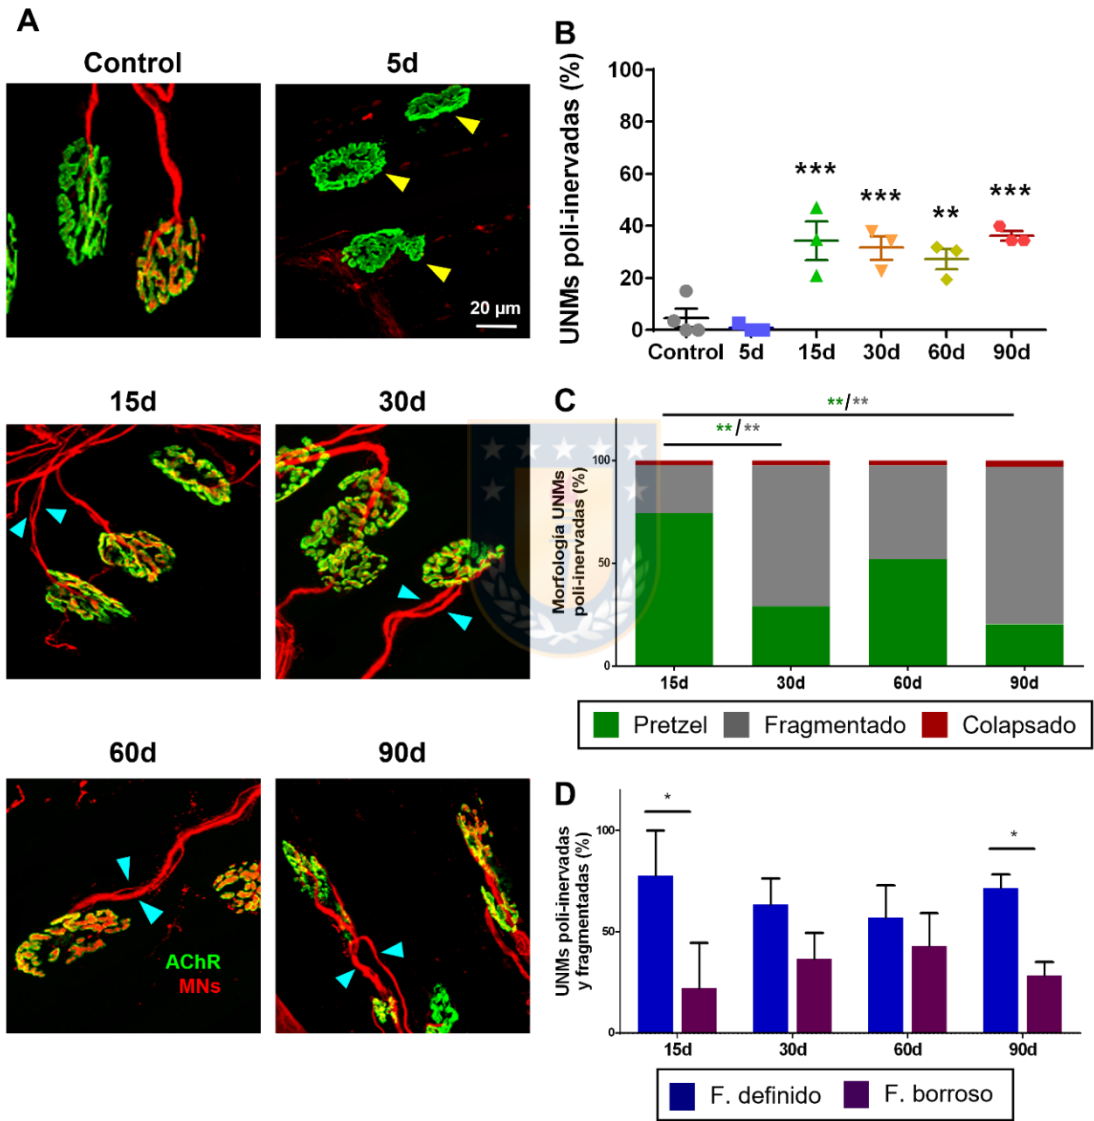 A
Control
5d
20 µm
15d
30d
60d
90d
AChR
MNs
B
UNMs poli-inervadas (%)
100
80
60
40
20
0
***
***
**
***
Control
5d
15d
30d
60d
90d
C
**/**
**/**
Morfología UNMs
poli-inervadas (%)
100
50
0
15d
30d
60d
90d
Pretzel
Fragmentado
Colapsado
D
UNMs poli-inervadas
y fragmentadas (%)
100
50
0
*
*
15d
30d
60d
90d
F. definido
F. borroso